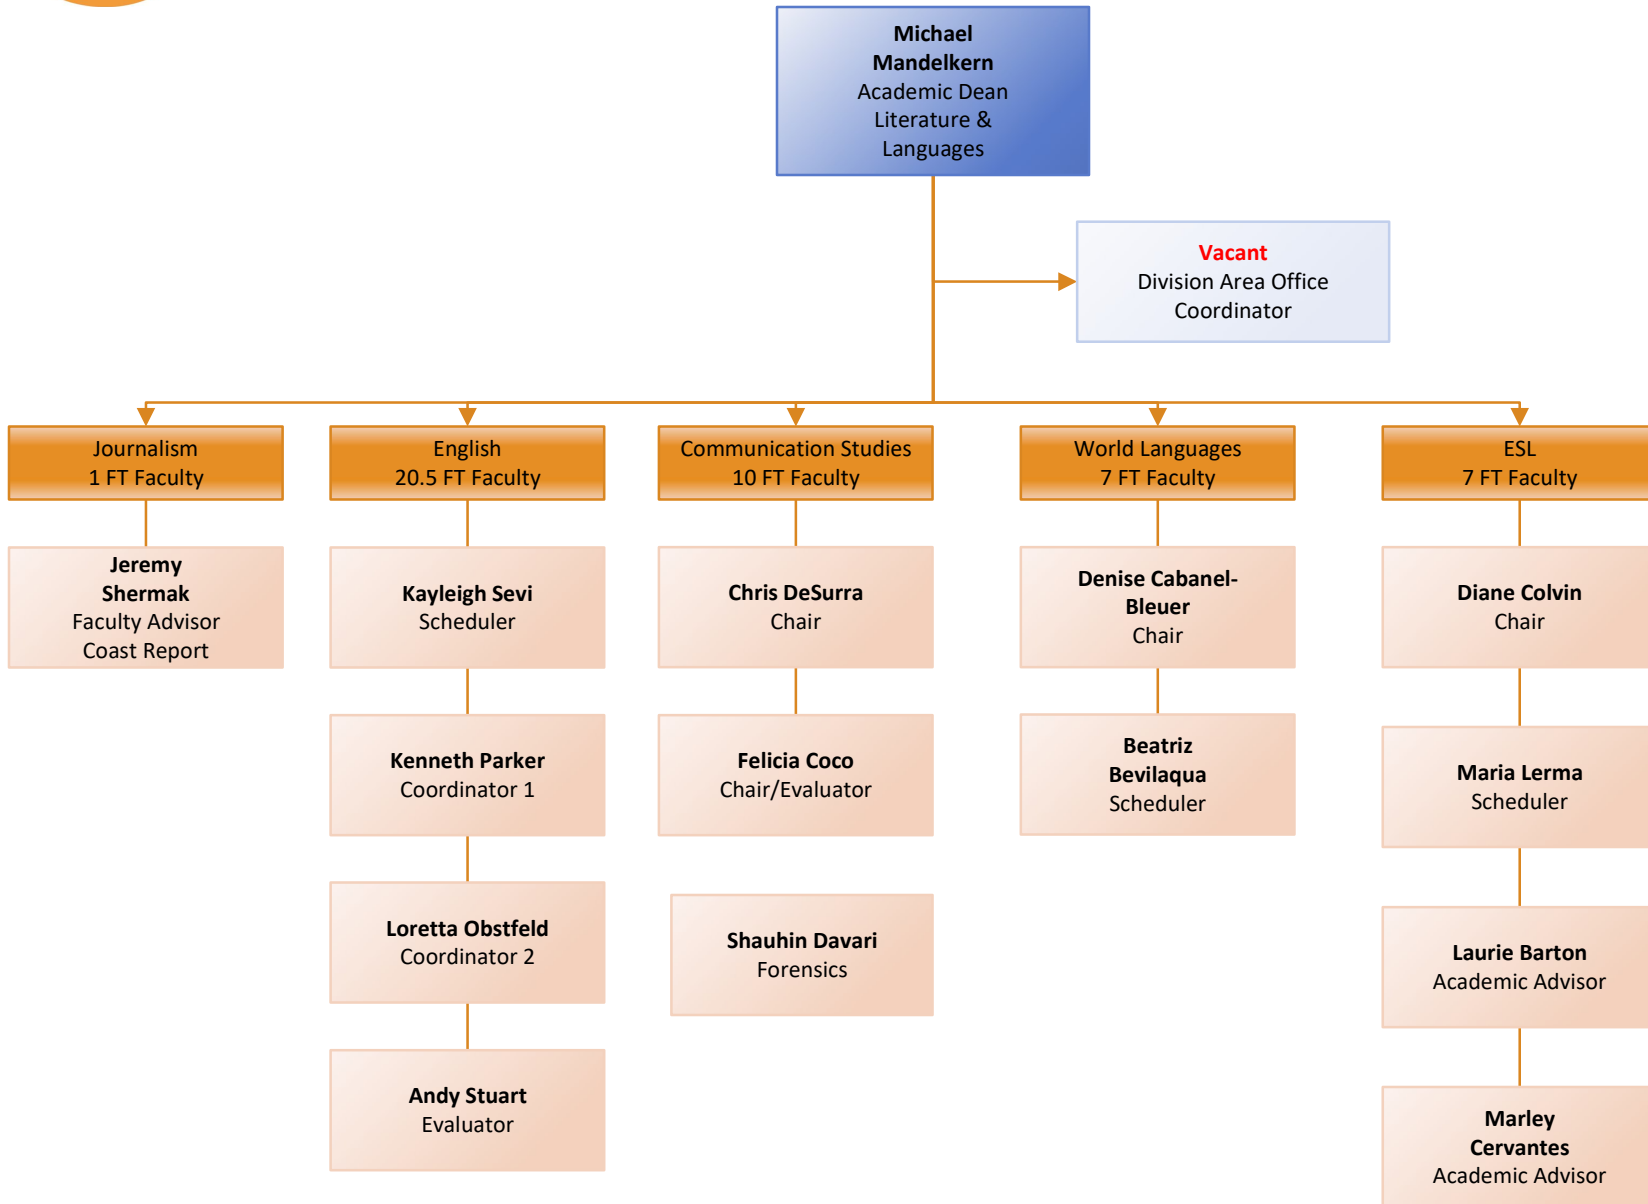 Michael
Mandelkern
Academic Dean
Literature &
Languages
Vacant
Division Area Office
Coordinator
Journalism
1 FT Faculty
English
20.5 FT Faculty
Communication Studies
10 FT Faculty
World Languages
7 FT Faculty
ESL
7 FT Faculty
Jeremy
Shermak
Faculty Advisor
Coast Report
Kayleigh Sevi
Scheduler
Chris DeSurra
Chair
Denise Cabanel-
Bleuer
Chair
Diane Colvin
Chair
Kenneth Parker
Coordinator 1
Felicia Coco
Chair/Evaluator
Beatriz
Bevilaqua
Scheduler
Maria Lerma
Scheduler
Loretta Obstfeld
Coordinator 2
Shauhin Davari
Forensics
Laurie Barton
Academic Advisor
Andy Stuart
Evaluator
Marley
Cervantes
Academic Advisor